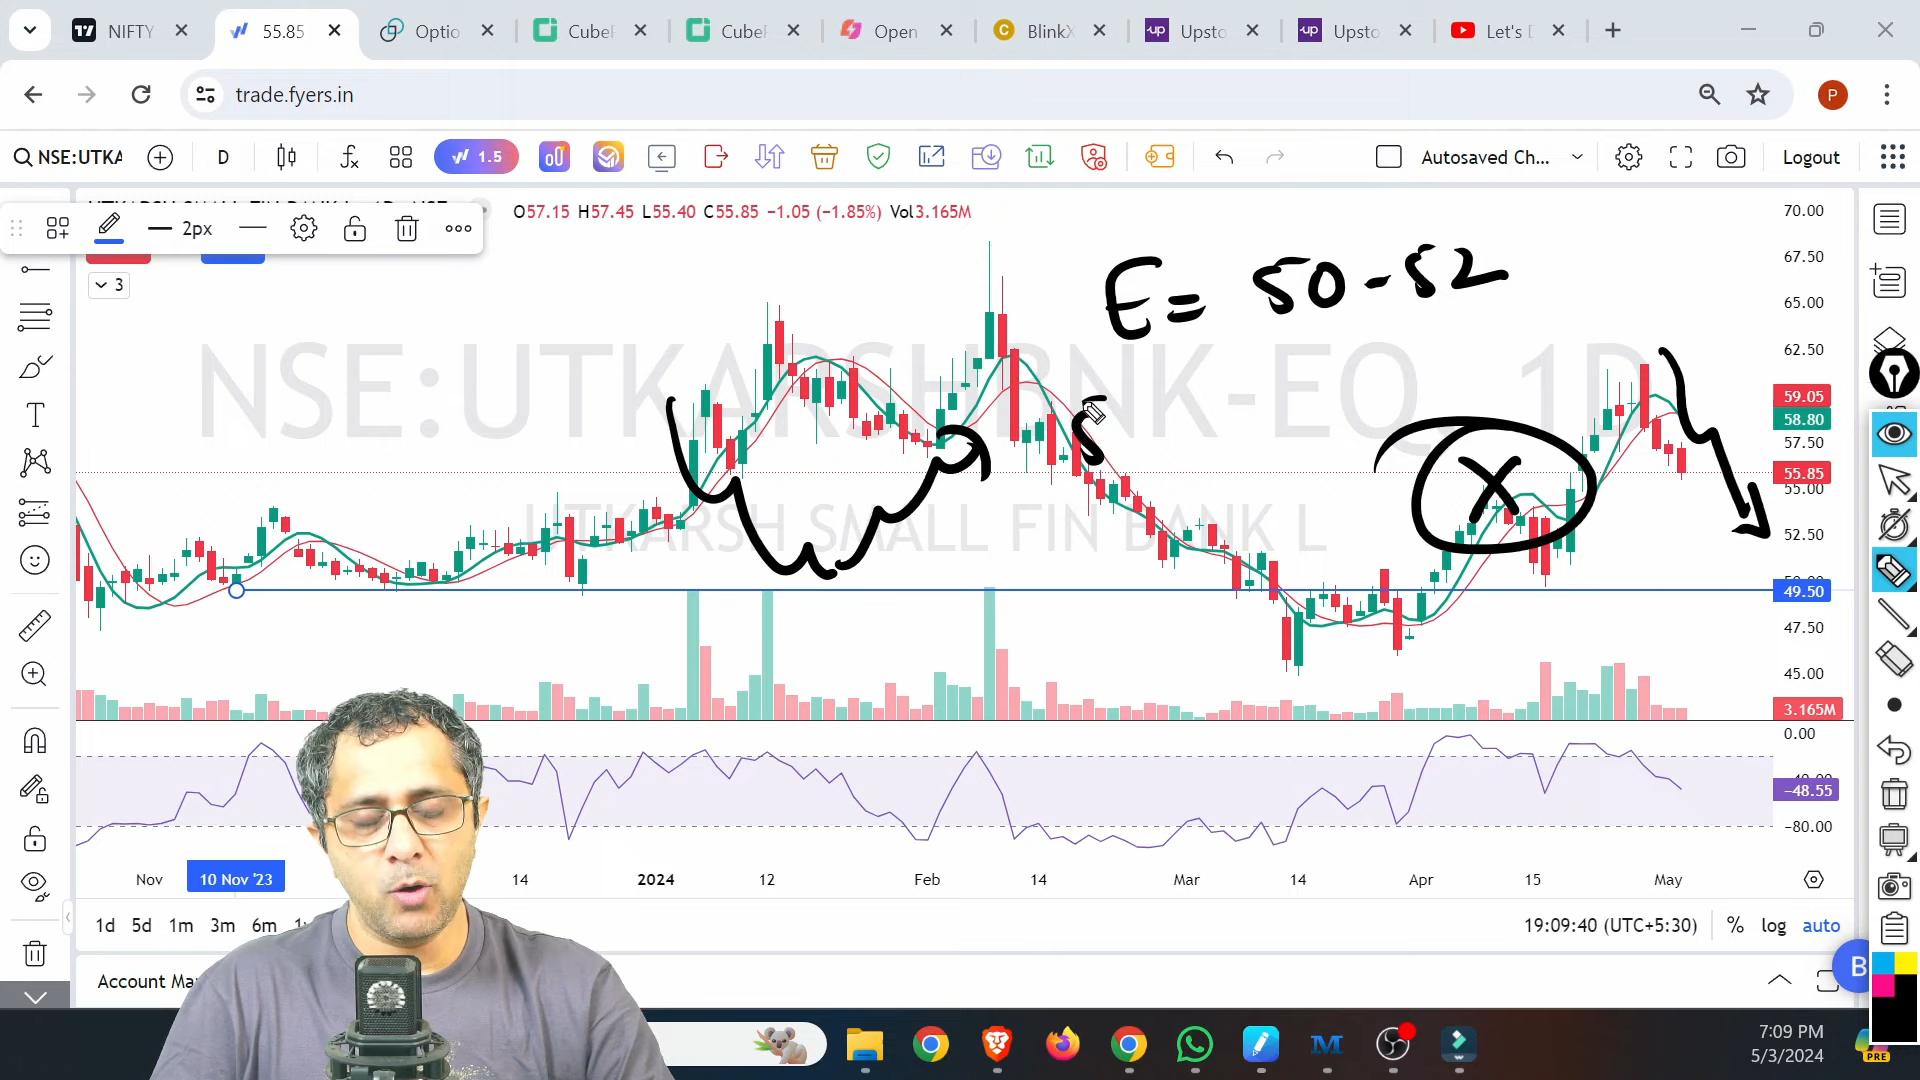 NIFTY
55.85
Optio
CubeF
CubeF
Open
BlinkX
Upsto
Upsto
Let's D
trade.fyers.in
P
NSE:UTKA
D
1.5
Autosaved Ch...
Logout
2px
O57.15 H57.45 L55.40 C55.85 −1.05 (−1.85%) Vol3.165M
3
E = 50-52
S
X
NSE:UTKARSHBNK-EQ, 1D
UTKARSH SMALL FIN BANK L
70.00
67.50
65.00
62.50
59.05
58.80
57.50
55.85
55.00
52.50
49.50
47.50
45.00
3.165M
0.00
−48.55
−80.00
Nov
10 Nov '23
14
2024
12
Feb
14
Mar
14
Apr
15
May
1d 5d 1m 3m 6m
19:09:40 (UTC+5:30)
% log auto
Account Ma
B
7:09 PM
5/3/2024
PRE